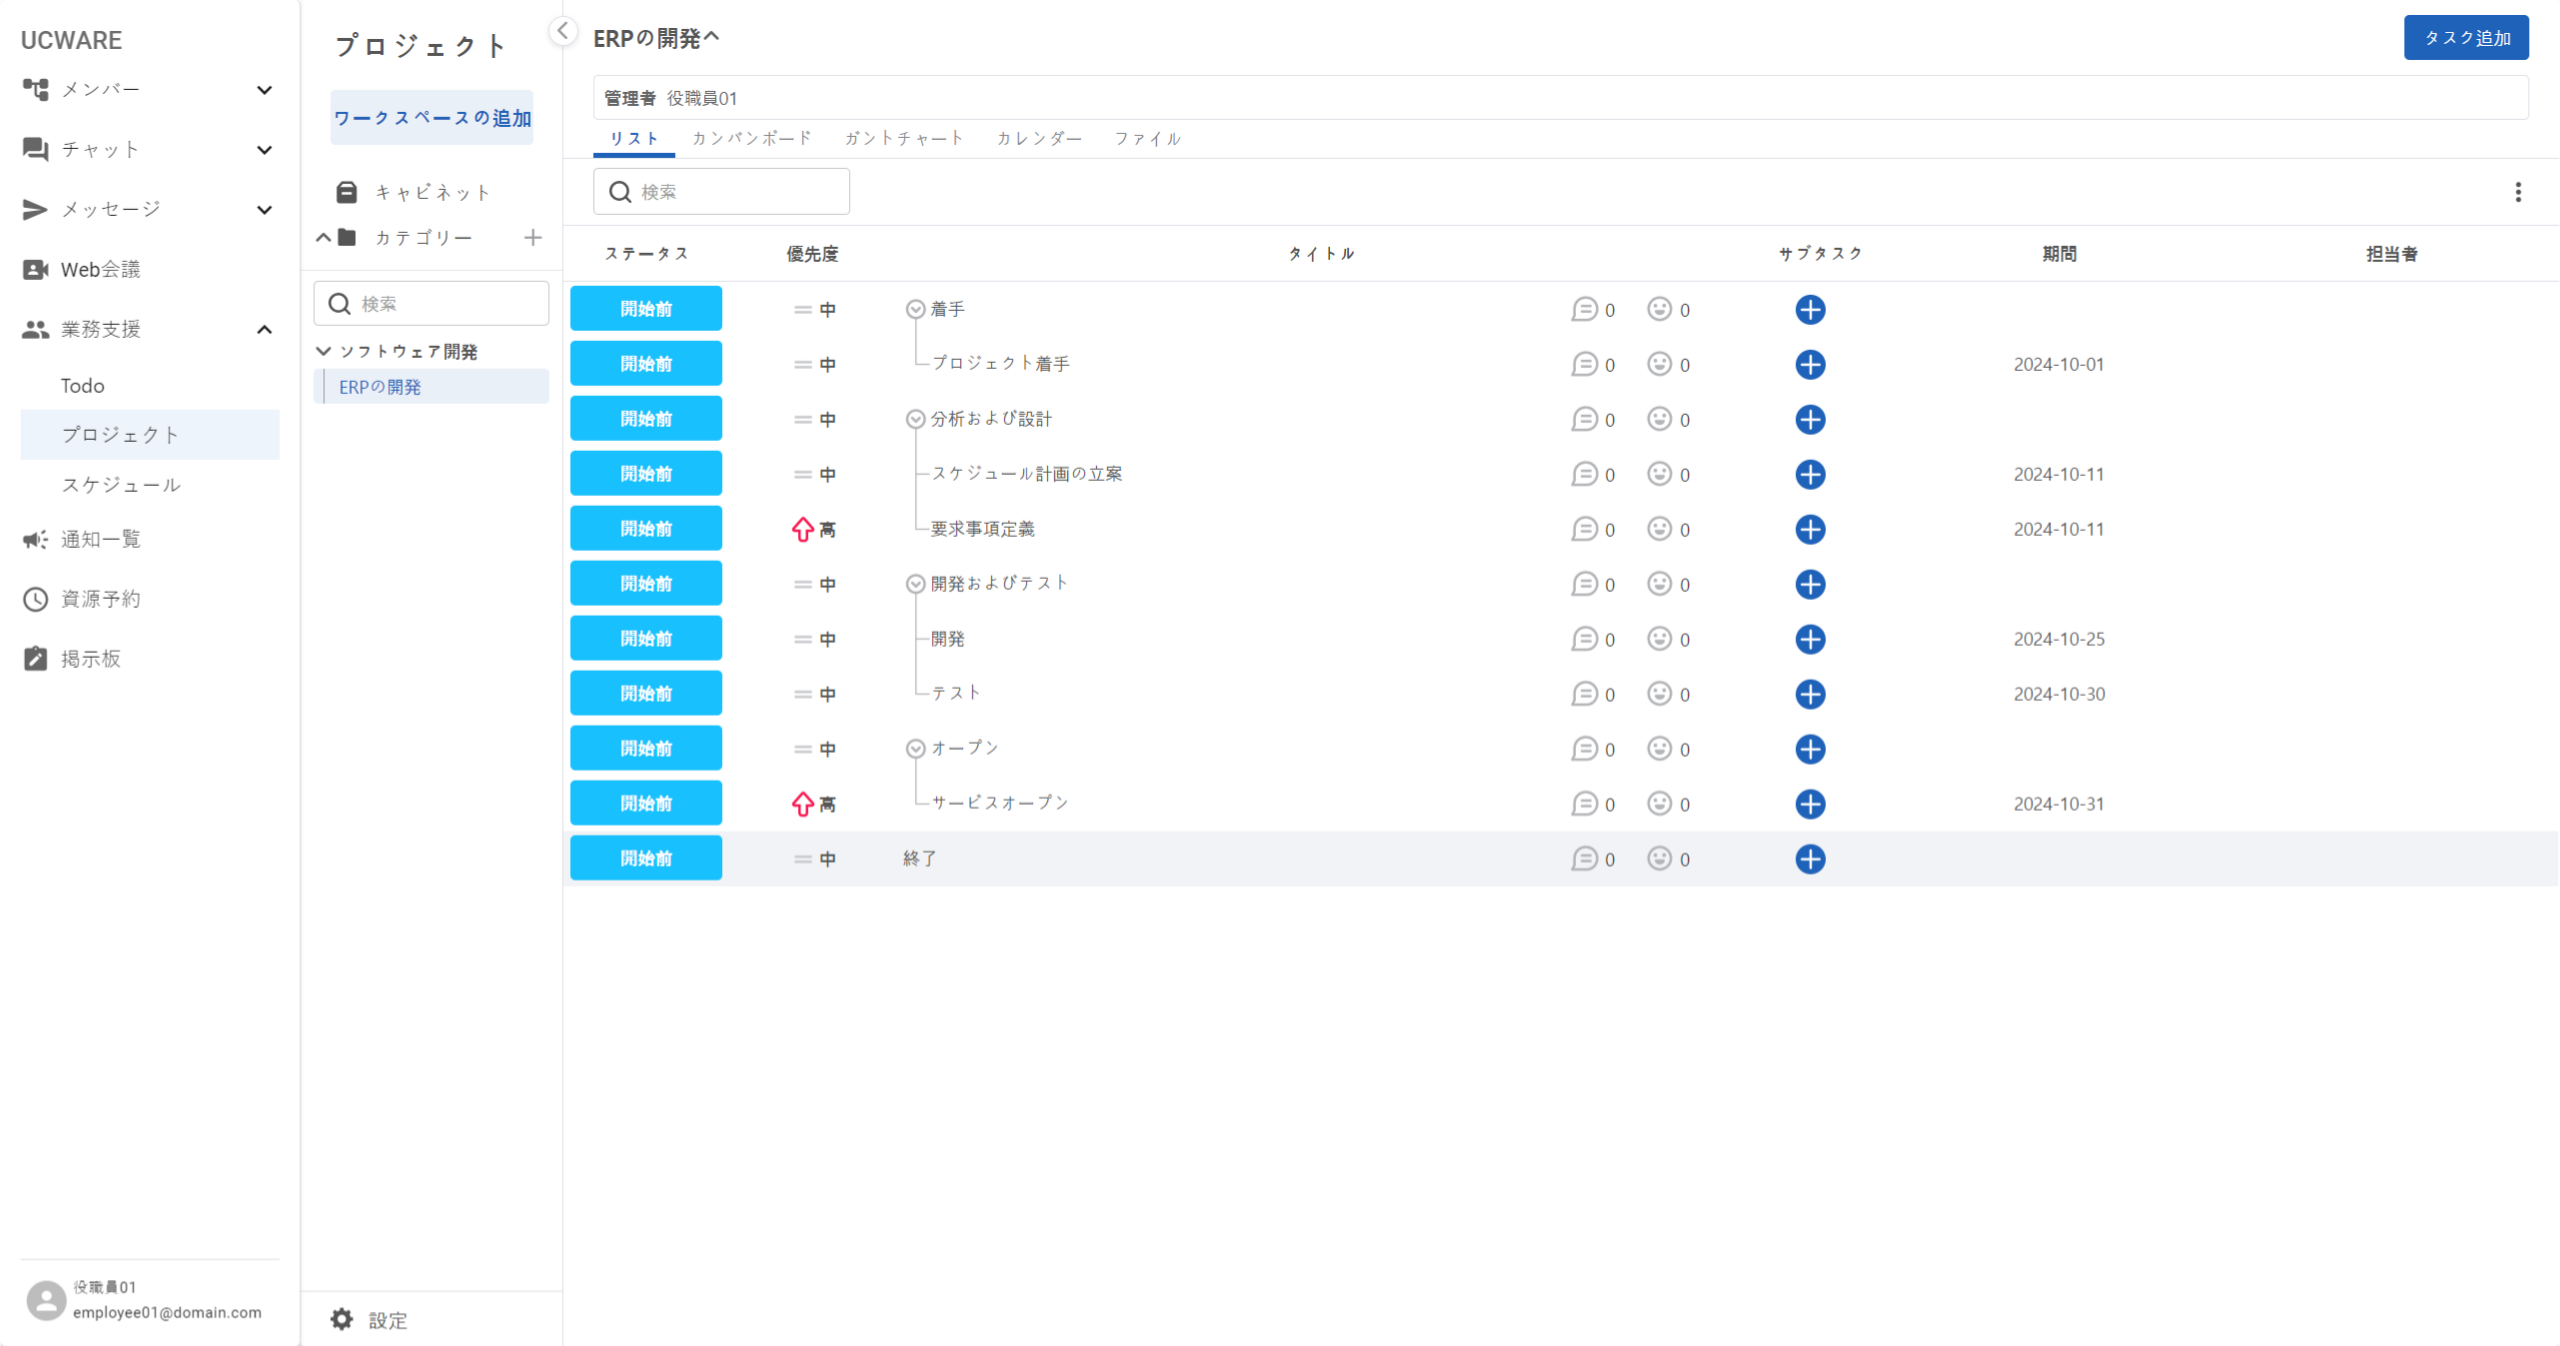 UCWARE
メンバー
チャット
メッセージ
Web会議
業務支援
Todo
プロジェクト
スケジュール
通知一覧
資源予約
掲示板
役職員01
employee01@domain.com
プロジェクト
ワークスペースの追加
キャビネット
カテゴリー
検索
ソフトウェア開発
ERPの開発
設定
ERPの開発
タスク追加
管理者 役職員01
リスト カンバンボード ガントチャート カレンダー ファイル
検索
ステータス 優先度 タイトル サブタスク 期間 担当者
開始前 中 着手 0 0
開始前 中 プロジェクト着手 0 0 2024-10-01
開始前 中 分析および設計 0 0
開始前 中 スケジュール計画の立案 0 0 2024-10-11
開始前 高 要求事項定義 0 0 2024-10-11
開始前 中 開発およびテスト 0 0
開始前 中 開発 0 0 2024-10-25
開始前 中 テスト 0 0 2024-10-30
開始前 中 オープン 0 0
開始前 高 サービスオープン 0 0 2024-10-31
開始前 中 終了 0 0